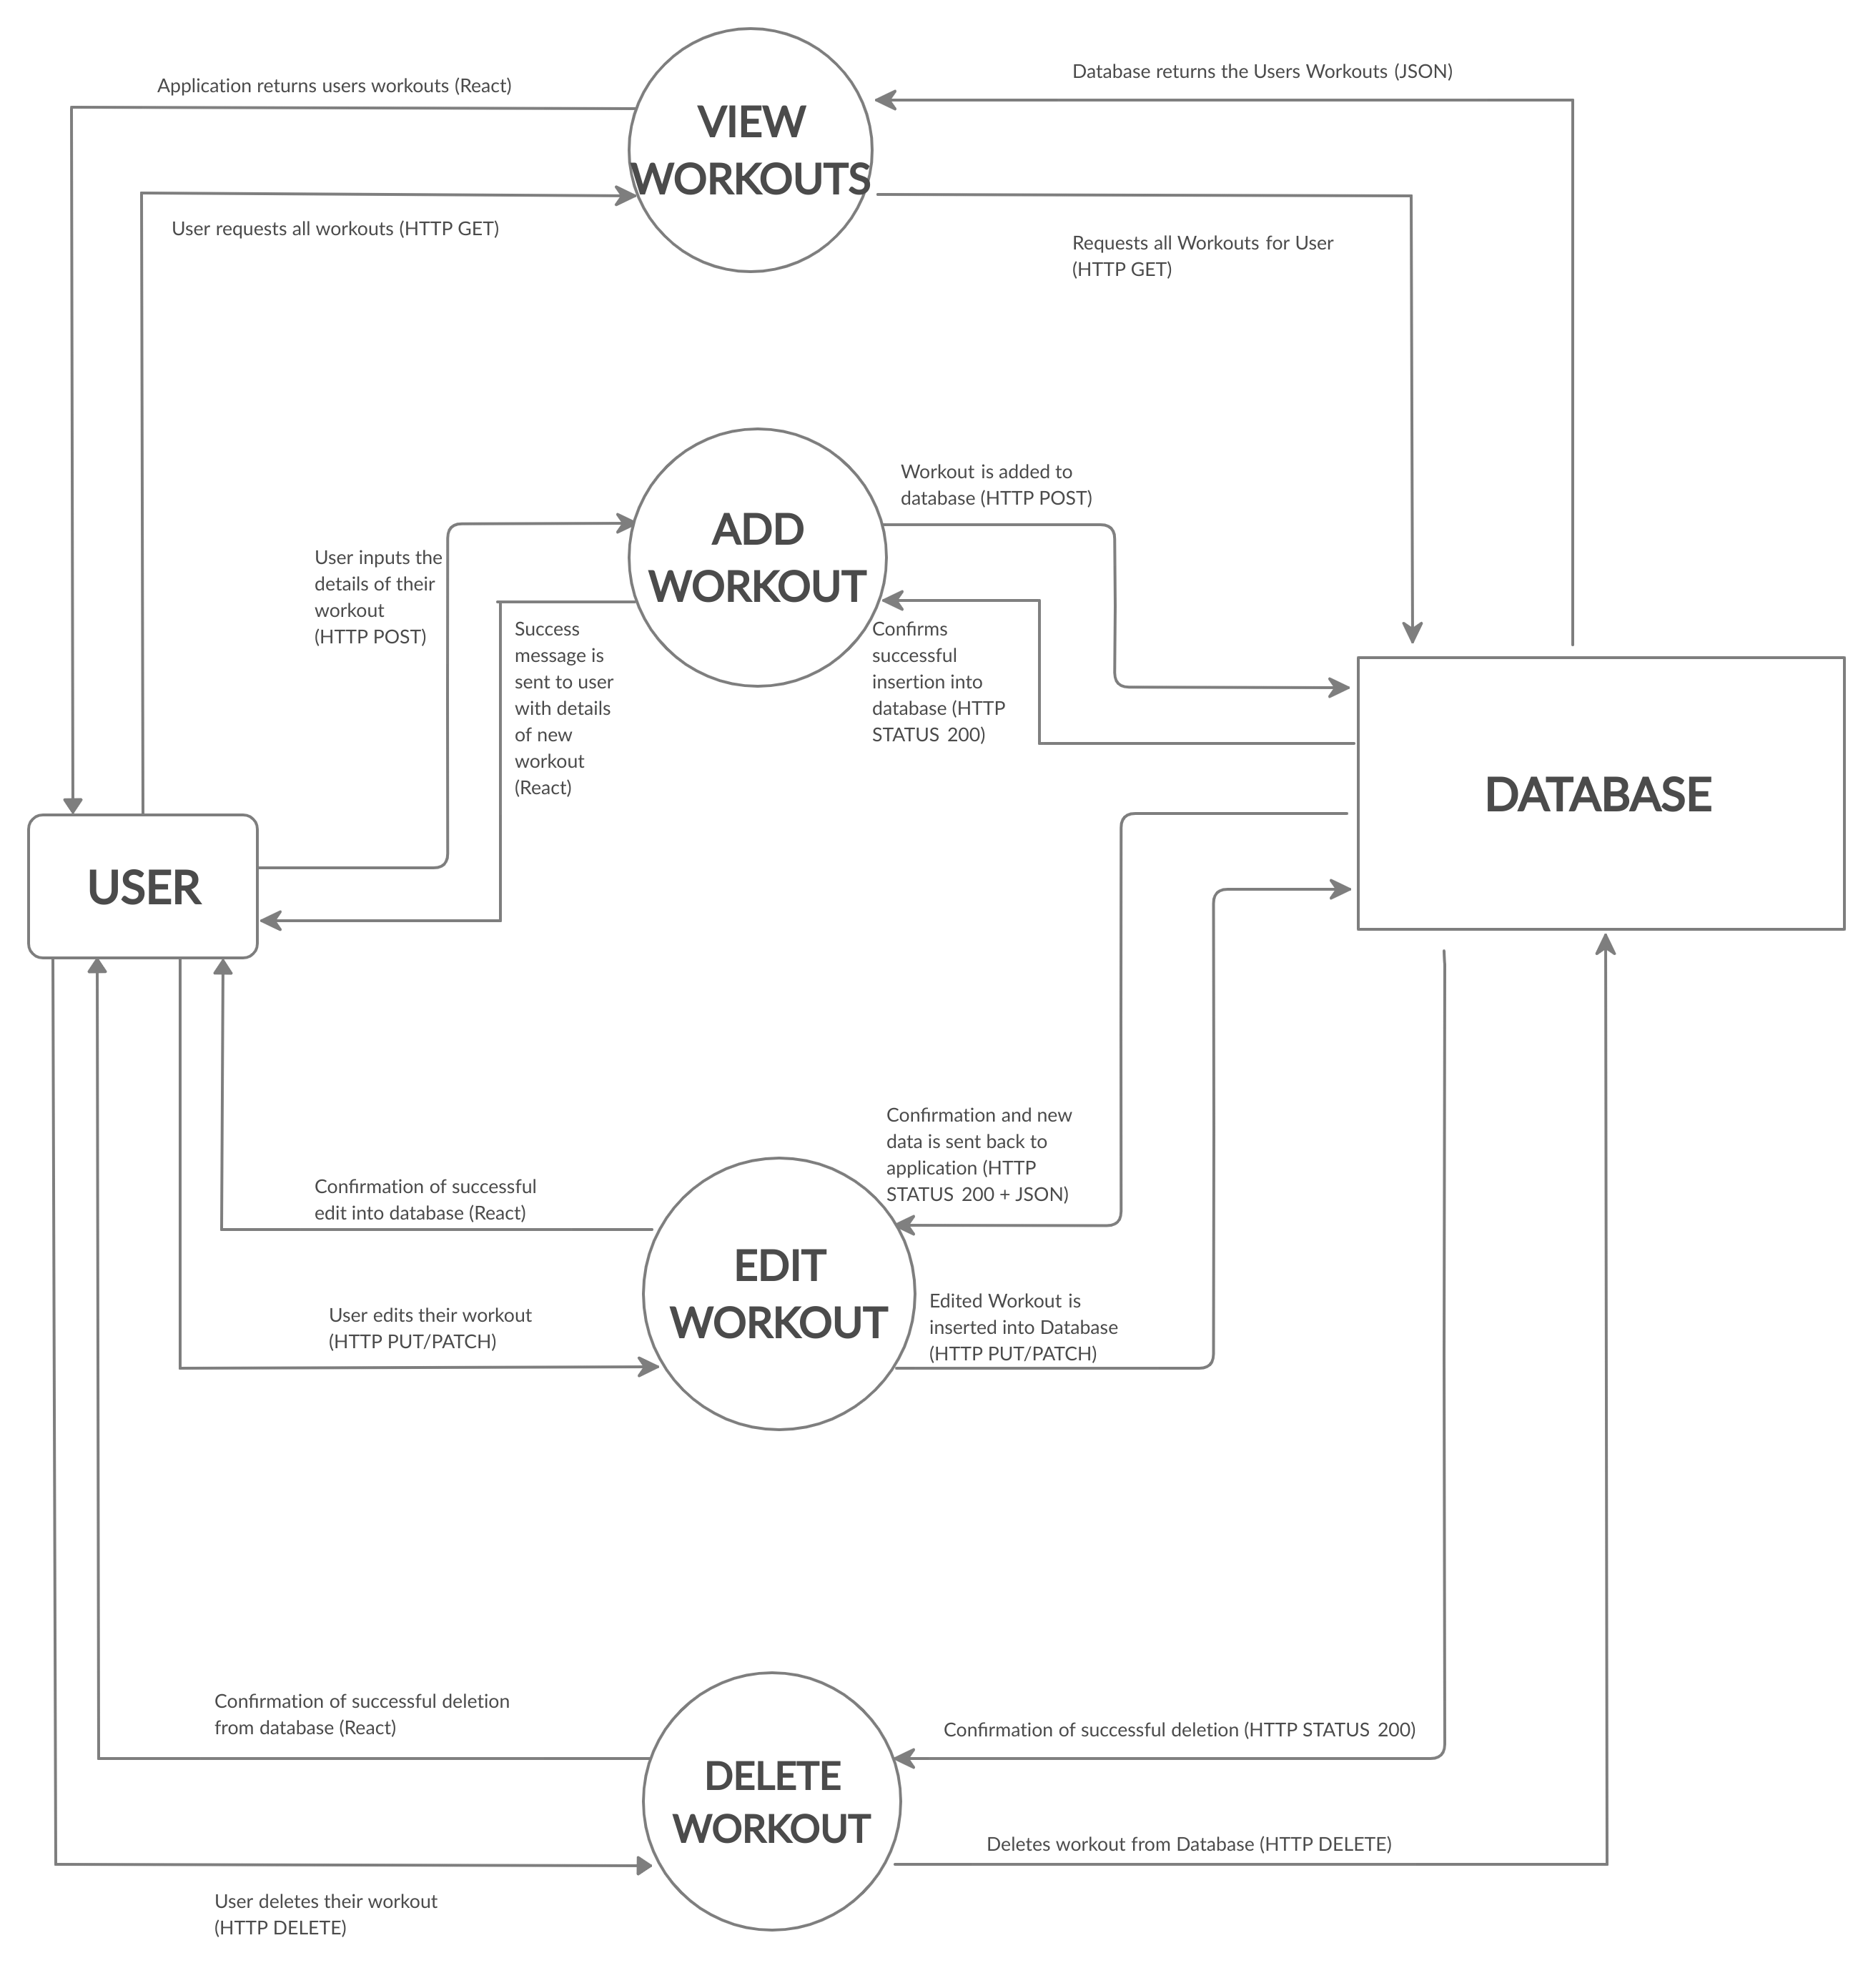 Application returns users workouts (React)
Database returns the Users Workouts (JSON)
VIEW
WORKOUTS
User requests all workouts (HTTP GET)
Requests all Workouts for User
(HTTP GET)
Workout is added to
database (HTTP POST)
ADD
WORKOUT
User inputs the
details of their
workout
(HTTP POST)
Success
message is
sent to user
with details
of new
workout
(React)
Confirms
successful
insertion into
database (HTTP
STATUS 200)
DATABASE
USER
Confirmation and new
data is sent back to
application (HTTP
STATUS 200 + JSON)
Confirmation of successful
edit into database (React)
EDIT
WORKOUT
User edits their workout
(HTTP PUT/PATCH)
Edited Workout is
inserted into Database
(HTTP PUT/PATCH)
Confirmation of successful deletion
from database (React)
Confirmation of successful deletion (HTTP STATUS 200)
DELETE
WORKOUT
Deletes workout from Database (HTTP DELETE)
User deletes their workout
(HTTP DELETE)